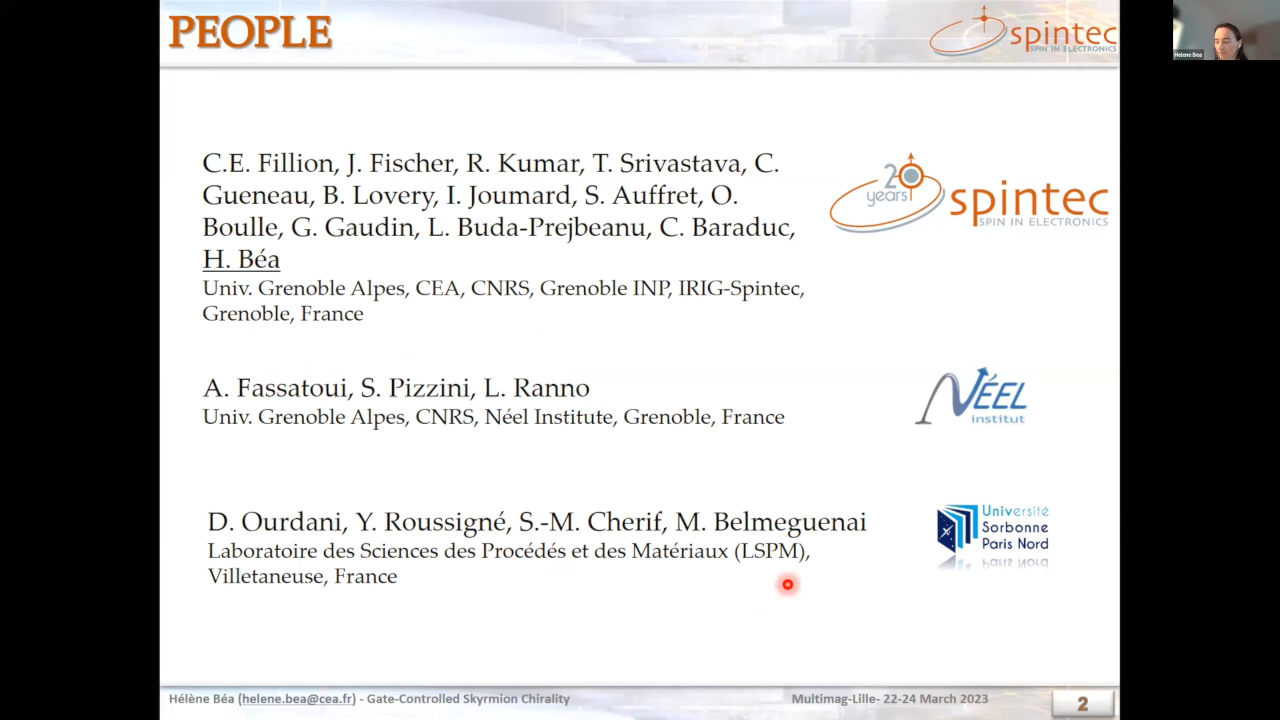 PEOPLE
spintec
SPIN IN ELECTRONICS
Helene Bea
C.E. Fillion, J. Fischer, R. Kumar, T. Srivastava, C.
Gueneau, B. Lovery, I. Joumard, S. Auffret, O.
Boulle, G. Gaudin, L. Buda-Prejbeanu, C. Baraduc,
H. Béa
Univ. Grenoble Alpes, CEA, CNRS, Grenoble INP, IRIG-Spintec,
Grenoble, France
20
years
spintec
SPIN IN ELECTRONICS
A. Fassatoui, S. Pizzini, L. Ranno
Univ. Grenoble Alpes, CNRS, Néel Institute, Grenoble, France
NÉEL
institut
D. Ourdani, Y. Roussigné, S.-M. Cherif, M. Belmeguenai
Laboratoire des Sciences des Procédés et des Matériaux (LSPM),
Villetaneuse, France
Université
Sorbonne
Paris Nord
Hélène Béa (helene.bea@cea.fr) - Gate-Controlled Skyrmion Chirality
Multimag-Lille- 22-24 March 2023
2